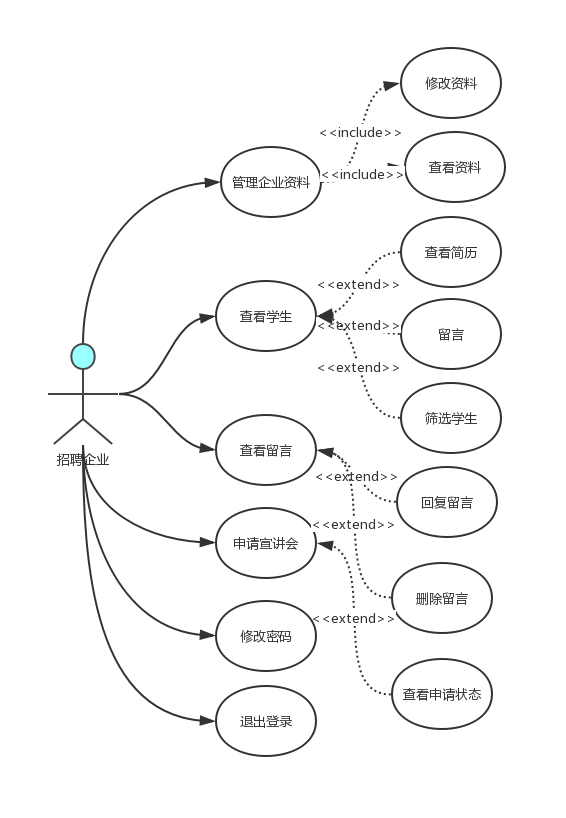 修改资料
<<include>>
查看资料
<<include>>
管理企业资料
查看简历
<<extend>>
查看学生
<<extend>>
留言
<<extend>>
筛选学生
招聘企业
查看留言
<<extend>>
回复留言
<<extend>>
申请宣讲会
删除留言
<<extend>>
修改密码
查看申请状态
退出登录